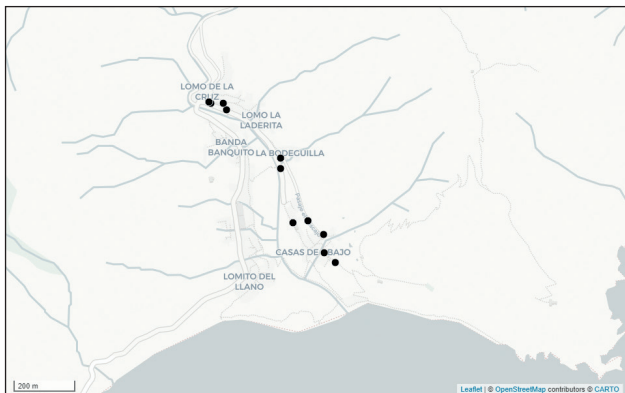 LOMO DE LA
CRUZ
LOMO LA
LADERITA
BANDA
BANQUITO
LA BODEGUILLA
CASAS DE ABAJO
LOMITO DEL
LLANO
200 m
Leaflet | © OpenStreetMap contributors © CARTO